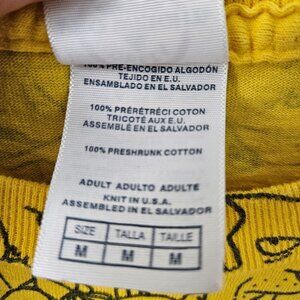 100% PRE-ENCOGIDO ALGODÓN
TEJIDO EN E.U.
ENSAMBLADO EN EL SALVADOR
100% PRÉRÉTRÉCI COTON
TRICOTÉ AUX E.U.
ASSEMBLÉ EN EL SALVADOR
100% PRESHRUNK COTTON
ADULT ADULTO ADULTE
KNIT IN U.S.A.
ASSEMBLED IN EL SALVADOR
SIZE TALLA TAILLE
M M M